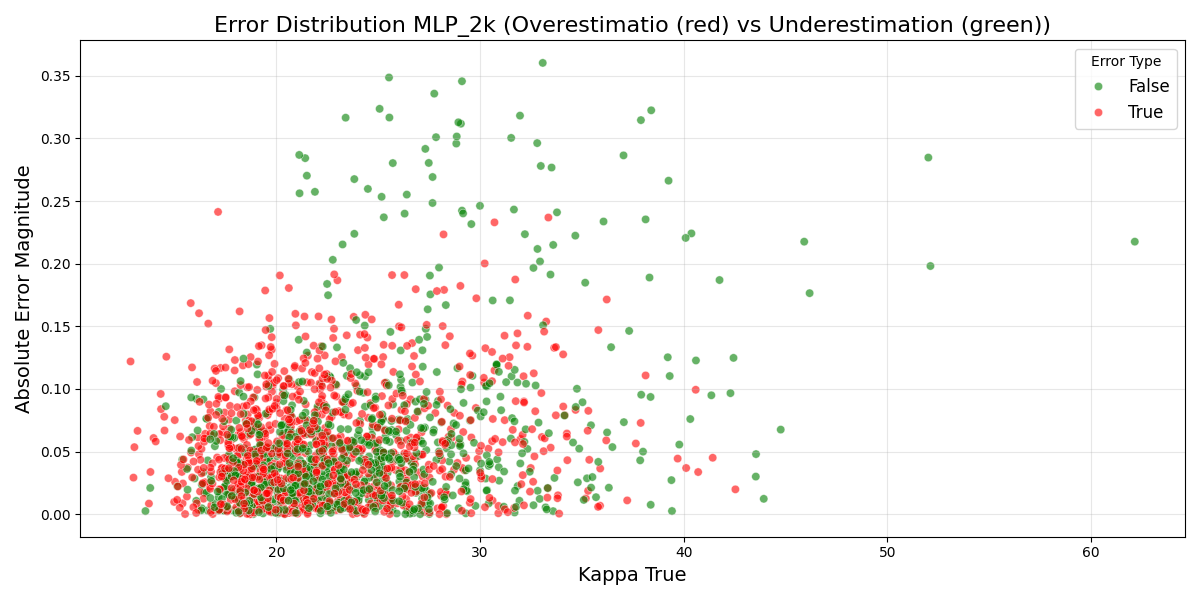 Error Distribution MLP_2k (Overestimatio (red) vs Underestimation (green))
Error Type
False
True
Absolute Error Magnitude
0.35
0.30
0.25
0.20
0.15
0.10
0.05
0.00
20 30 40 50 60
Kappa True